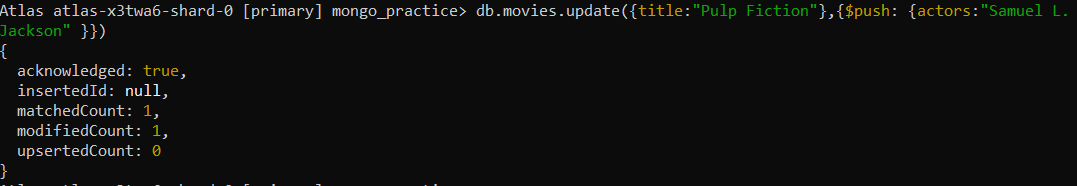 Atlas atlas-x3twa6-shard-0 [primary] mongo_practice> db.movies.update({title:"Pulp Fiction"},{$push: {actors:"Samuel L.
Jackson" }})
{
  acknowledged: true,
  insertedId: null,
  matchedCount: 1,
  modifiedCount: 1,
  upsertedCount: 0
}